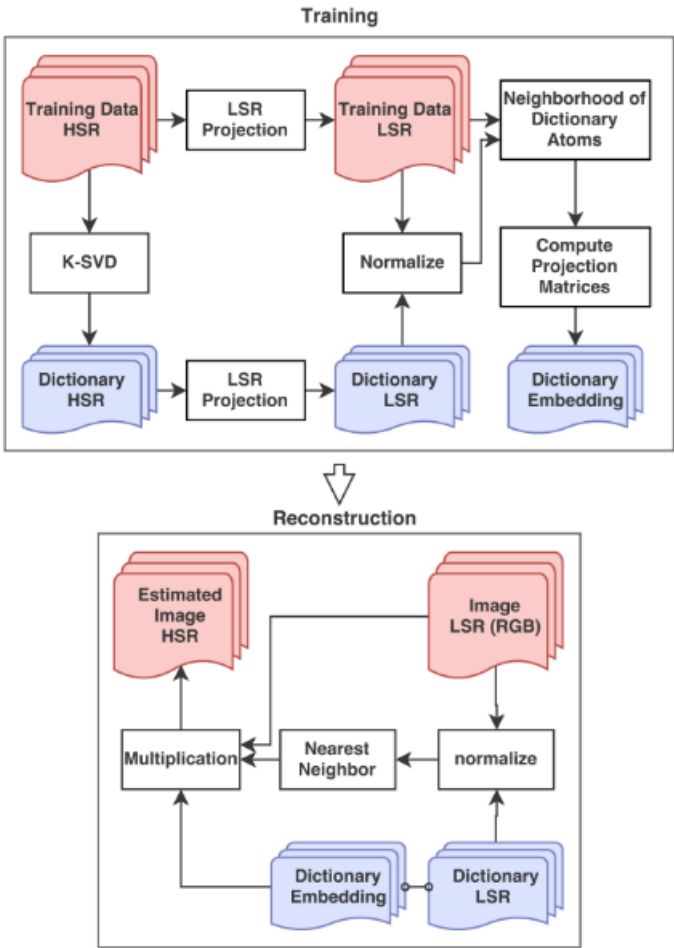 Training
Training Data
HSR
LSR
Projection
Training Data
LSR
Neighborhood of
Dictionary
Atoms
K-SVD
Normalize
Compute
Projection
Matrices
Dictionary
HSR
LSR
Projection
Dictionary
LSR
Dictionary
Embedding
Reconstruction
Estimated
Image
HSR
Image
LSR (RGB)
Multiplication
Nearest
Neighbor
normalize
Dictionary
Embedding
Dictionary
LSR